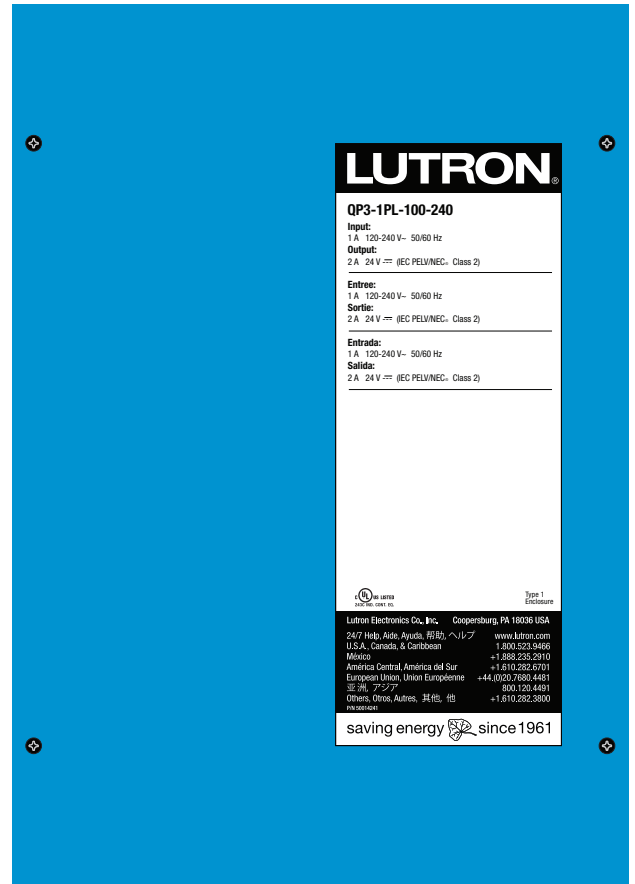 LUTRON®
QP3-1PL-100-240
Input:
1 A 120-240 V~ 50/60 Hz
Output:
2 A 24 V ⎓ (IEC PELV/NEC® Class 2)
Entree:
1 A 120-240 V~ 50/60 Hz
Sortie:
2 A 24 V ⎓ (IEC PELV/NEC® Class 2)
Entrada:
1 A 120-240 V~ 50/60 Hz
Salida:
2 A 24 V ⎓ (IEC PELV/NEC® Class 2)
C UL US LISTED
243C IND. CONT. EQ.
Type 1
Enclosure
Lutron Electronics Co., Inc. Coopersburg, PA 18036 USA
24/7 Help, Aide, Ayuda, 帮助, ヘルプ www.lutron.com
U.S.A., Canada, & Caribbean 1.800.523.9466
México +1.888.235.2910
América Central, América del Sur +1.610.282.6701
European Union, Union Européenne +44.(0)20.7680.4481
亚洲, アジア 800.120.4491
Others, Otros, Autres, 其他, 他 +1.610.282.3800
P/N 50014241
saving energy since 1961